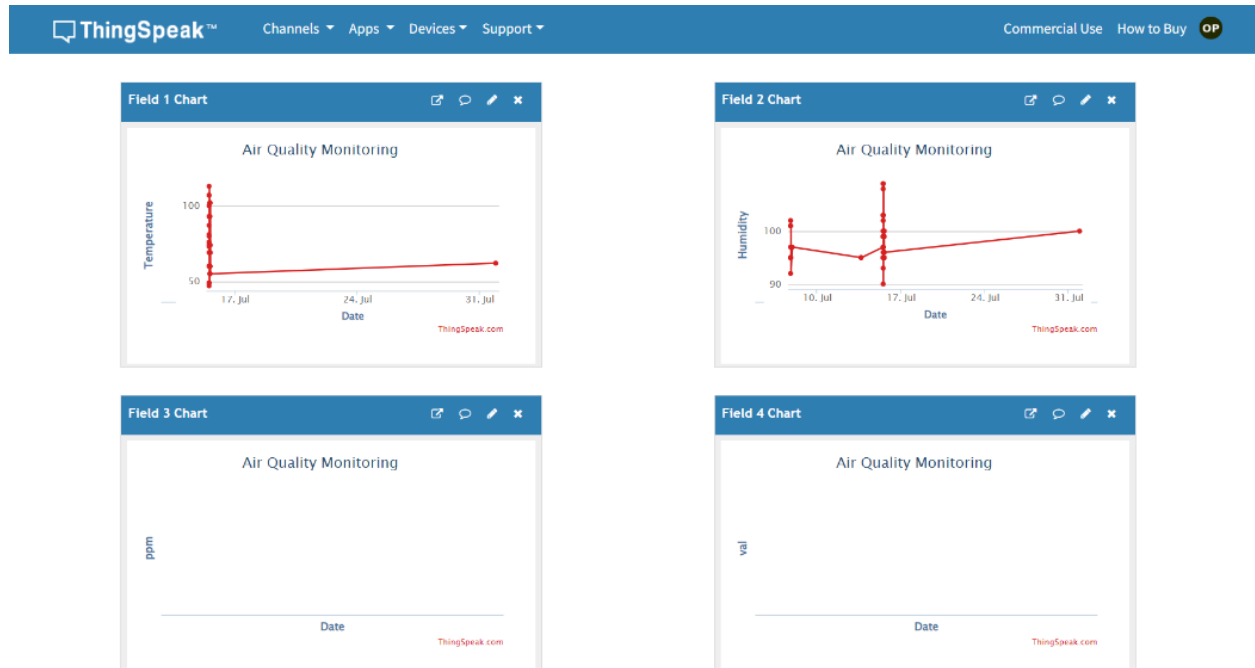 ThingSpeak™ Channels Apps Devices Support Commercial Use How to Buy OP
Field 1 Chart
Air Quality Monitoring
Temperature
100
50
17. Jul 24. Jul 31. Jul
Date
ThingSpeak.com
Field 2 Chart
Air Quality Monitoring
Humidity
100
90
10. Jul 17. Jul 24. Jul 31. Jul
Date
ThingSpeak.com
Field 3 Chart
Air Quality Monitoring
ppm
Date
ThingSpeak.com
Field 4 Chart
Air Quality Monitoring
val
Date
ThingSpeak.com